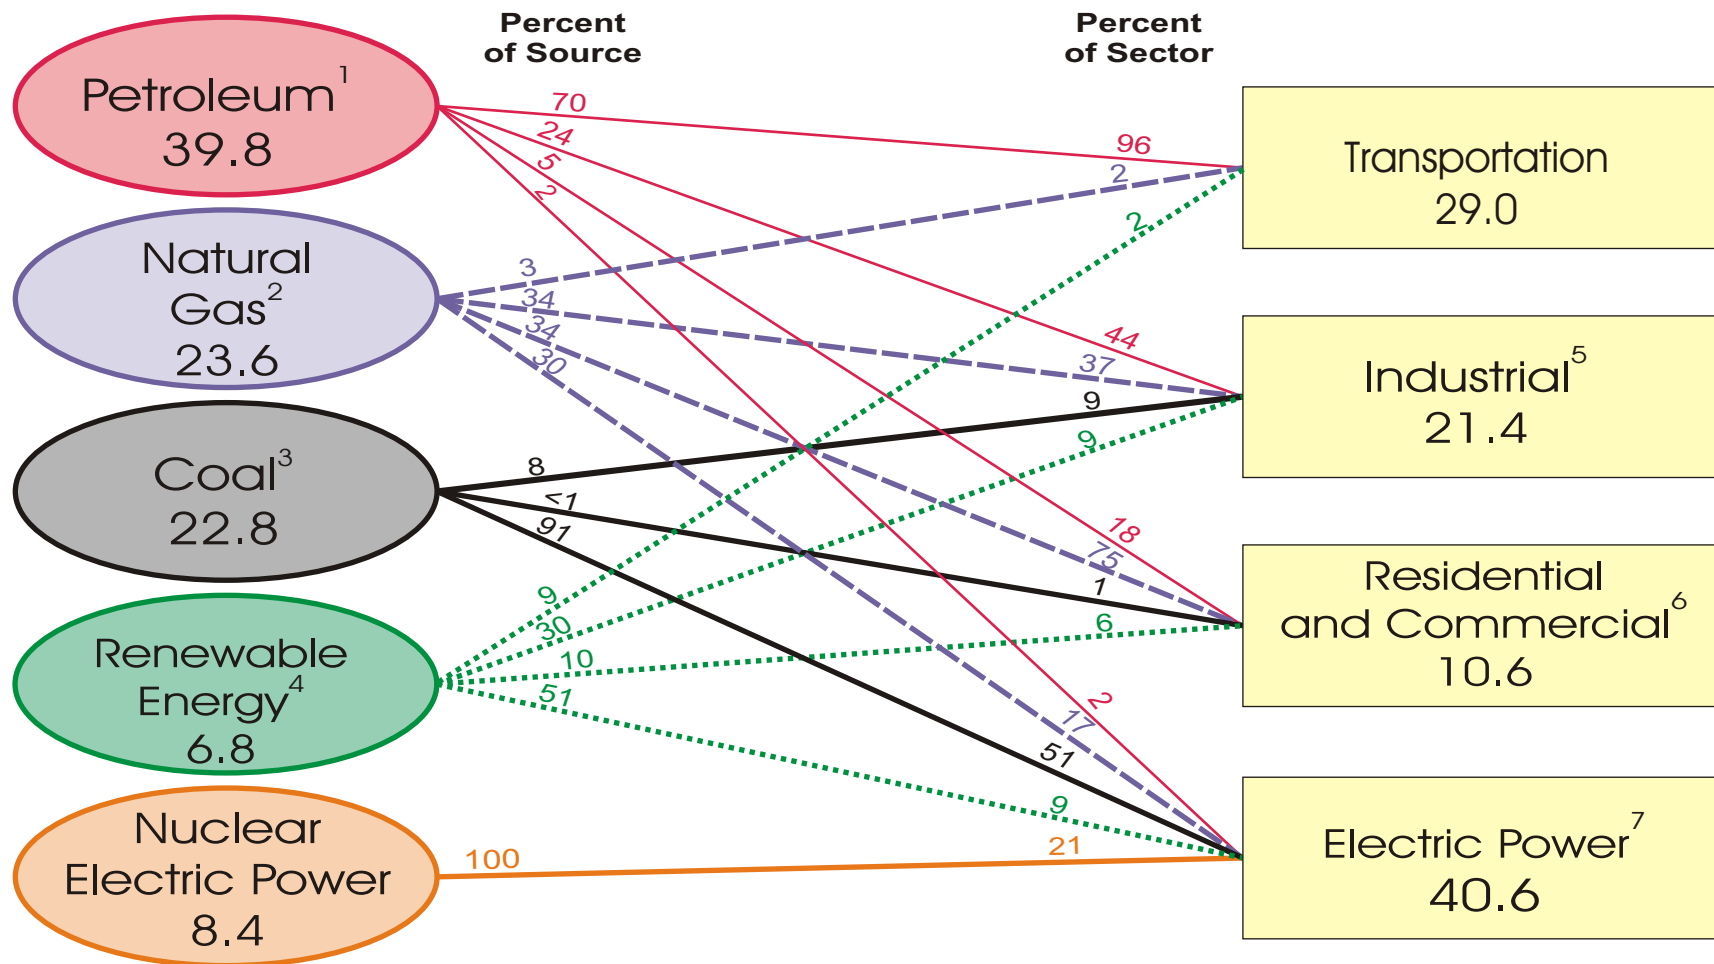 Percent
of Source
Percent
of Sector
Petroleum¹
39.8
Natural
Gas²
23.6
Coal³
22.8
Renewable
Energy⁴
6.8
Nuclear
Electric Power
8.4
70
24
5
2
3
34
34
30
8
<1
91
9
30
10
51
100
96
2
2
44
37
9
9
18
75
1
6
2
17
51
9
21
Transportation
29.0
Industrial⁵
21.4
Residential
and Commercial⁶
10.6
Electric Power⁷
40.6